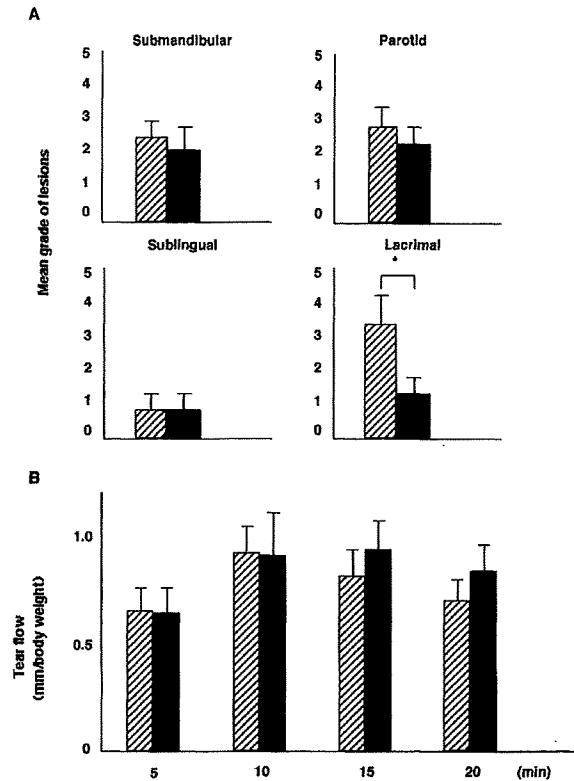 A
Submandibular
Parotid
5
4
3
2
1
0
5
4
3
2
1
0
Mean grade of lesions
Sublingual
Lacrimal
5
4
3
2
1
0
5
4
3
2
1
0
*
B
1.0
0.5
0
Tear flow
(mm/body weight)
5 10 15 20 (min)